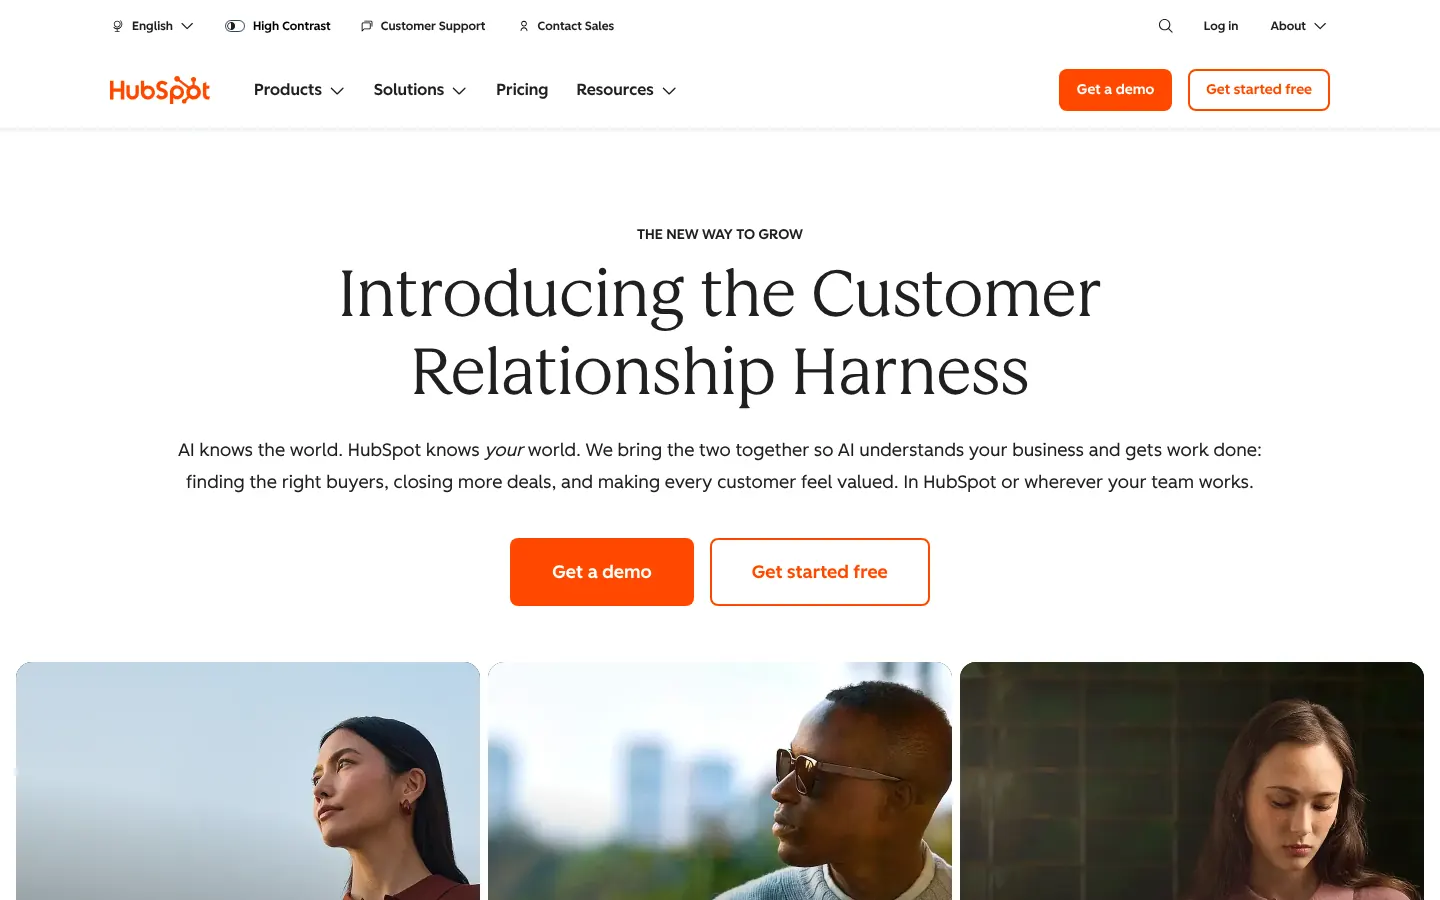 English
High Contrast
Customer Support
Contact Sales
Log in
About
HubSpot
Products
Solutions
Pricing
Resources
Get a demo
Get started free
THE NEW WAY TO GROW
Introducing the Customer
Relationship Harness
AI knows the world. HubSpot knows your world. We bring the two together so AI understands your business and gets work done:
finding the right buyers, closing more deals, and making every customer feel valued. In HubSpot or wherever your team works.
Get a demo
Get started free